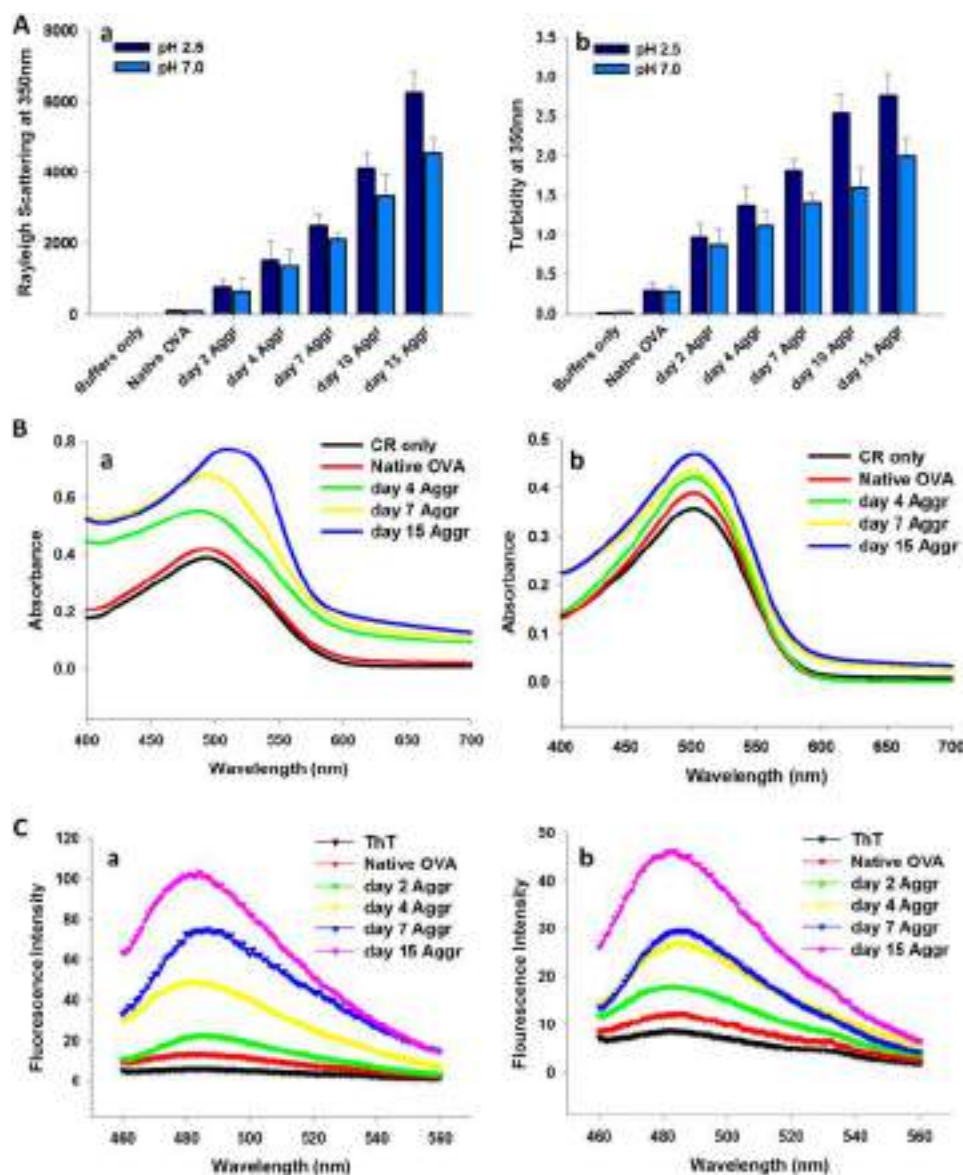 A
a
pH 2.5
pH 7.0
Rayleigh Scattering at 350nm
8000
6000
4000
2000
0
Buffers only
Native OVA
day 2 Aggr
day 4 Aggr
day 7 Aggr
day 10 Aggr
day 15 Aggr
b
pH 2.5
pH 7.0
Turbidity at 350nm
3.5
3.0
2.5
2.0
1.5
1.0
0.5
0.0
Buffers only
Native OVA
day 2 Aggr
day 4 Aggr
day 7 Aggr
day 10 Aggr
day 15 Aggr
B
a
CR only
Native OVA
day 4 Aggr
day 7 Aggr
day 15 Aggr
Absorbance
0.8
0.6
0.4
0.2
0.0
400 450 500 550 600 650 700
Wavelength (nm)
b
CR only
Native OVA
day 4 Aggr
day 7 Aggr
day 15 Aggr
Absorbance
0.5
0.4
0.3
0.2
0.1
0.0
400 450 500 550 600 650 700
Wavelength (nm)
C
a
ThT
Native OVA
day 2 Aggr
day 4 Aggr
day 7 Aggr
day 15 Aggr
Fluorescence Intensity
120
100
80
60
40
20
0
460 480 500 520 540 560
Wavelength (nm)
b
ThT
Native OVA
day 2 Aggr
day 4 Aggr
day 7 Aggr
day 15 Aggr
Flourescence Intensity
50
40
30
20
10
0
460 480 500 520 540 560
Wavelength (nm)